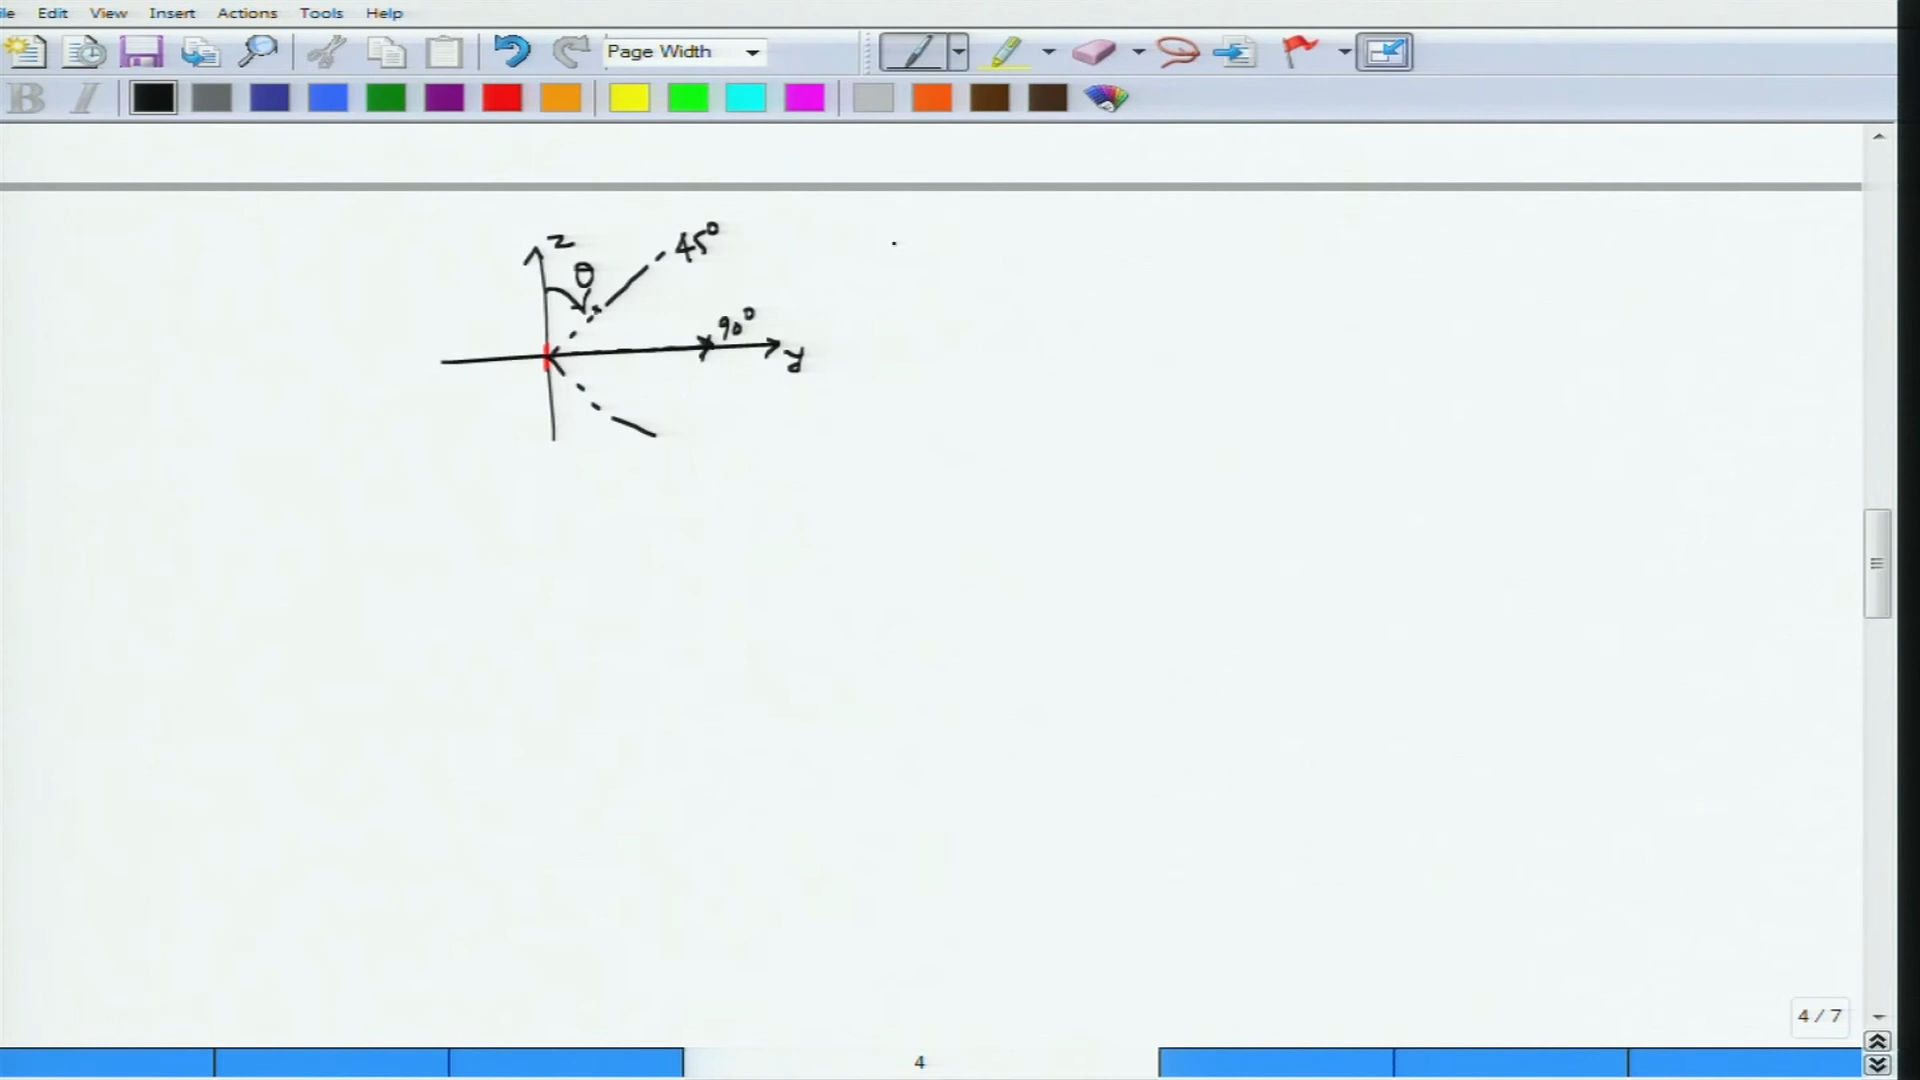 ile Edit View Insert Actions Tools Help
Page Width
B I
z
θ
45°
90°
y
4 / 7
4